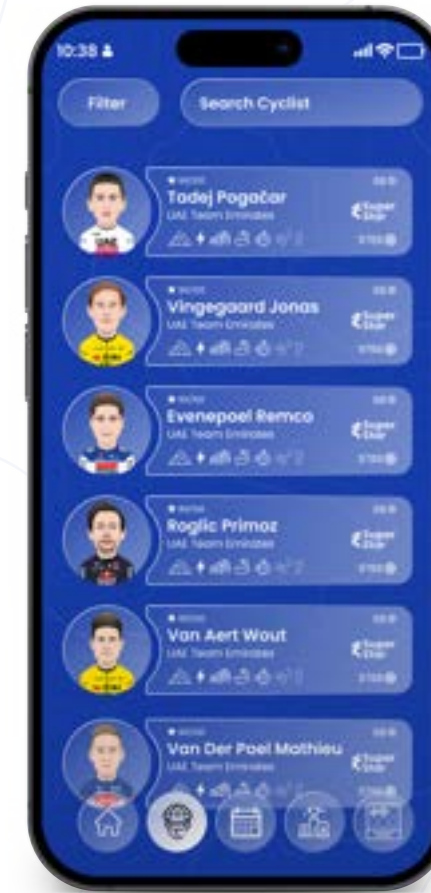 10:38
Filter
Search Cyclist
Tadej Pogačar
UAE Team Emirates
Super
Star
Vingegaard Jonas
UAE Team Emirates
Super
Star
Evenepoel Remco
UAE Team Emirates
Super
Star
Roglic Primoz
UAE Team Emirates
Super
Star
Van Aert Wout
UAE Team Emirates
Super
Star
Van Der Poel Mathieu
UAE Team Emirates
Super
Star